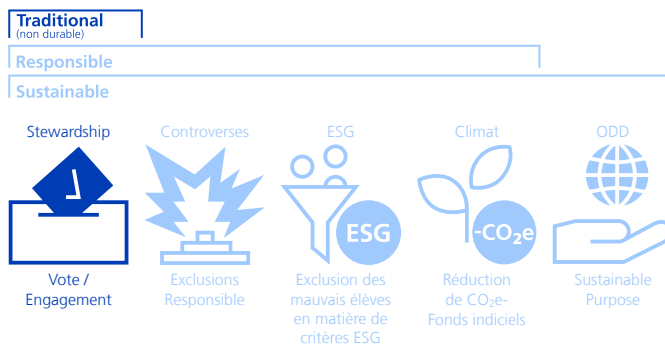 Traditional
(non durable)
Responsible
Sustainable
Stewardship
Controverses
ESG
Climat
ODD
ESG
-CO₂e
Vote /
Engagement
Exclusions
Responsible
Exclusion des
mauvais élèves
en matière de
critères ESG
Réduction
de CO₂e-
Fonds indiciels
Sustainable
Purpose